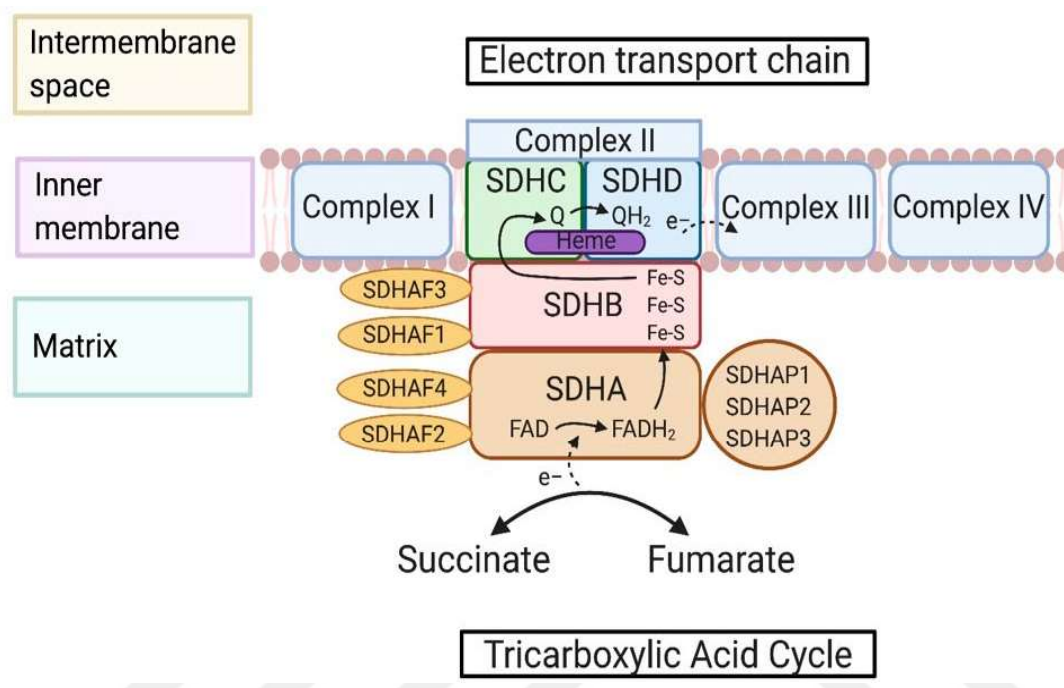 Intermembrane
space
Electron transport chain
Complex II
Inner
membrane
Complex I
SDHC
SDHD
Q
QH₂
e−
Heme
Complex III
Complex IV
Matrix
SDHAF3
SDHAF1
SDHB
Fe-S
Fe-S
Fe-S
SDHAF4
SDHAF2
SDHA
FAD
FADH₂
SDHAP1
SDHAP2
SDHAP3
e−
Succinate
Fumarate
Tricarboxylic Acid Cycle